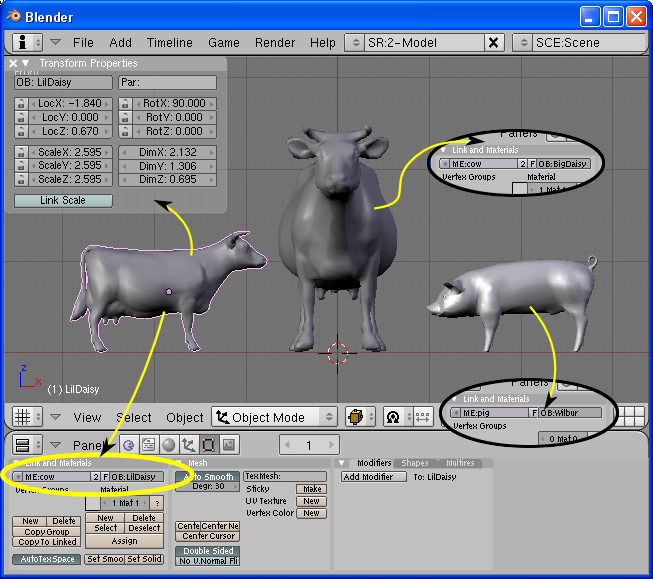 Blender
File Add Timeline Game Render Help SR:2-Model SCE:Scene
Transform Properties
OB: LilDaisy Par:
LocX: -1.840 RotX: 90.000
LocY: 0.000 RotY: 0.000
LocZ: 0.670 RotZ: 0.000
ScaleX: 2.595 DimX: 2.132
ScaleY: 2.595 DimY: 1.306
ScaleZ: 2.595 DimZ: 0.695
Link Scale
Panels
Link and Materials
ME:cow 2 F OB:BigDaisy
Vertex Groups Material
1 Mat 1
z
x
(1) LilDaisy
Panels
Link and Materials
ME:pig F OB:Wilbur
Vertex Groups
0 Mat 0
View Select Object Object Mode
Panels 1
Link and Materials
ME:cow 2 F OB:LilDaisy
Vertex Groups Material
1 Mat 1 ?
New Delete New Delete
Select Deselect
Copy Group
Copy To Linked
Assign
AutoTexSpace Set Smoo Set Solid
Mesh
Auto Smooth
Degr: 30
TexMesh:
Sticky Make
UV Texture New
Vertex Color New
Cente Center Ne
Center Cursor
Double Sided
No V.Normal Fli
Modifiers Shapes Multires
Add Modifier To: LilDaisy